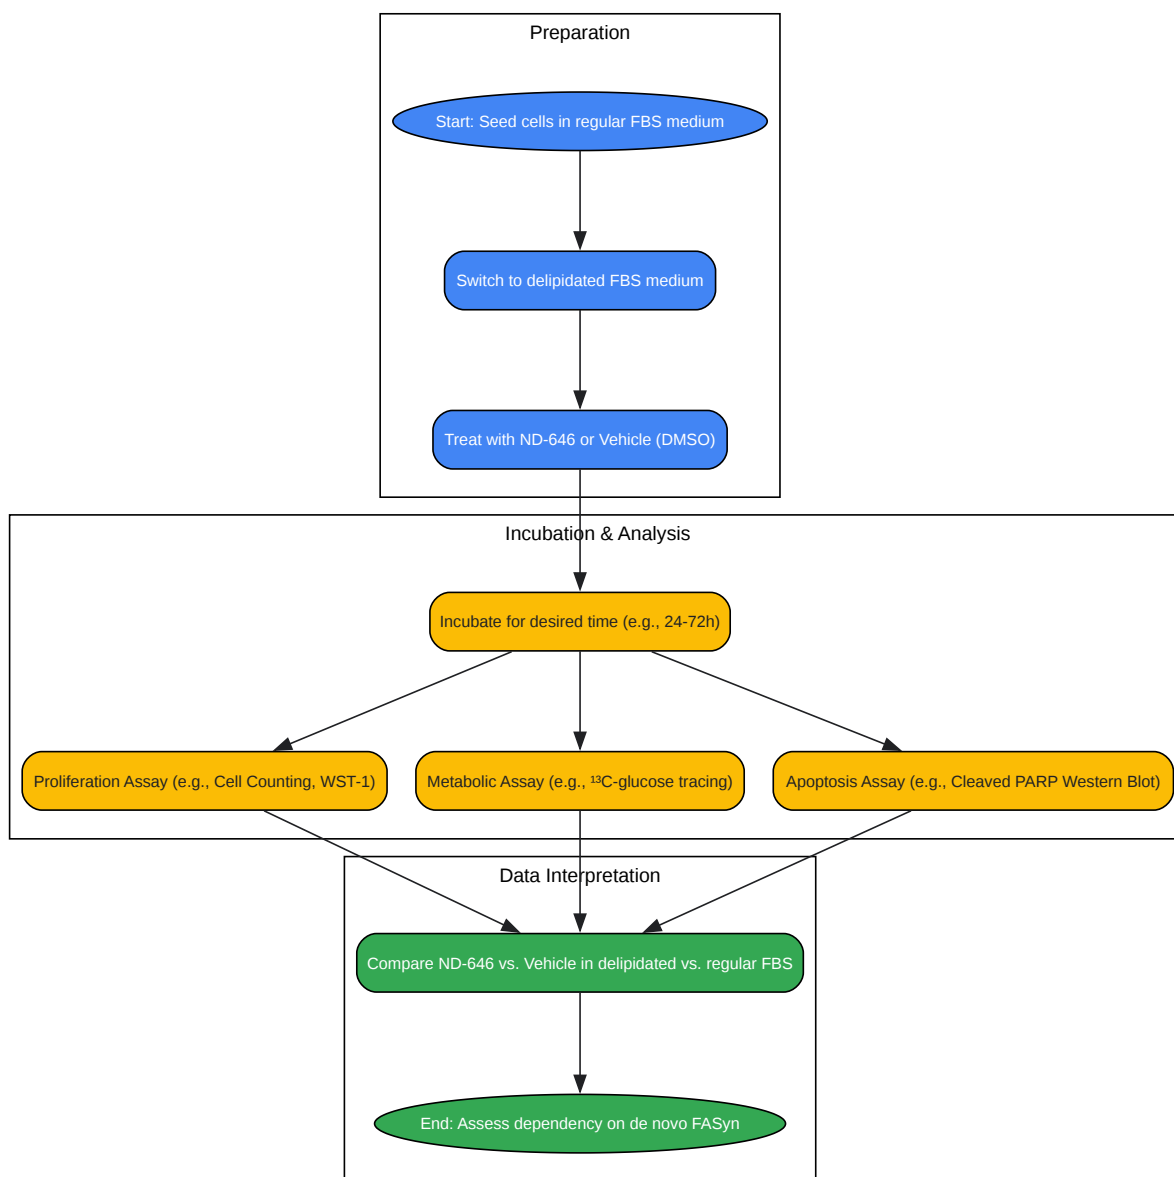 Preparation
Start: Seed cells in regular FBS medium
Switch to delipidated FBS medium
Treat with ND-646 or Vehicle (DMSO)
Incubation & Analysis
Incubate for desired time (e.g., 24-72h)
Proliferation Assay (e.g., Cell Counting, WST-1)
Metabolic Assay (e.g., ¹³C-glucose tracing)
Apoptosis Assay (e.g., Cleaved PARP Western Blot)
Data Interpretation
Compare ND-646 vs. Vehicle in delipidated vs. regular FBS
End: Assess dependency on de novo FASyn